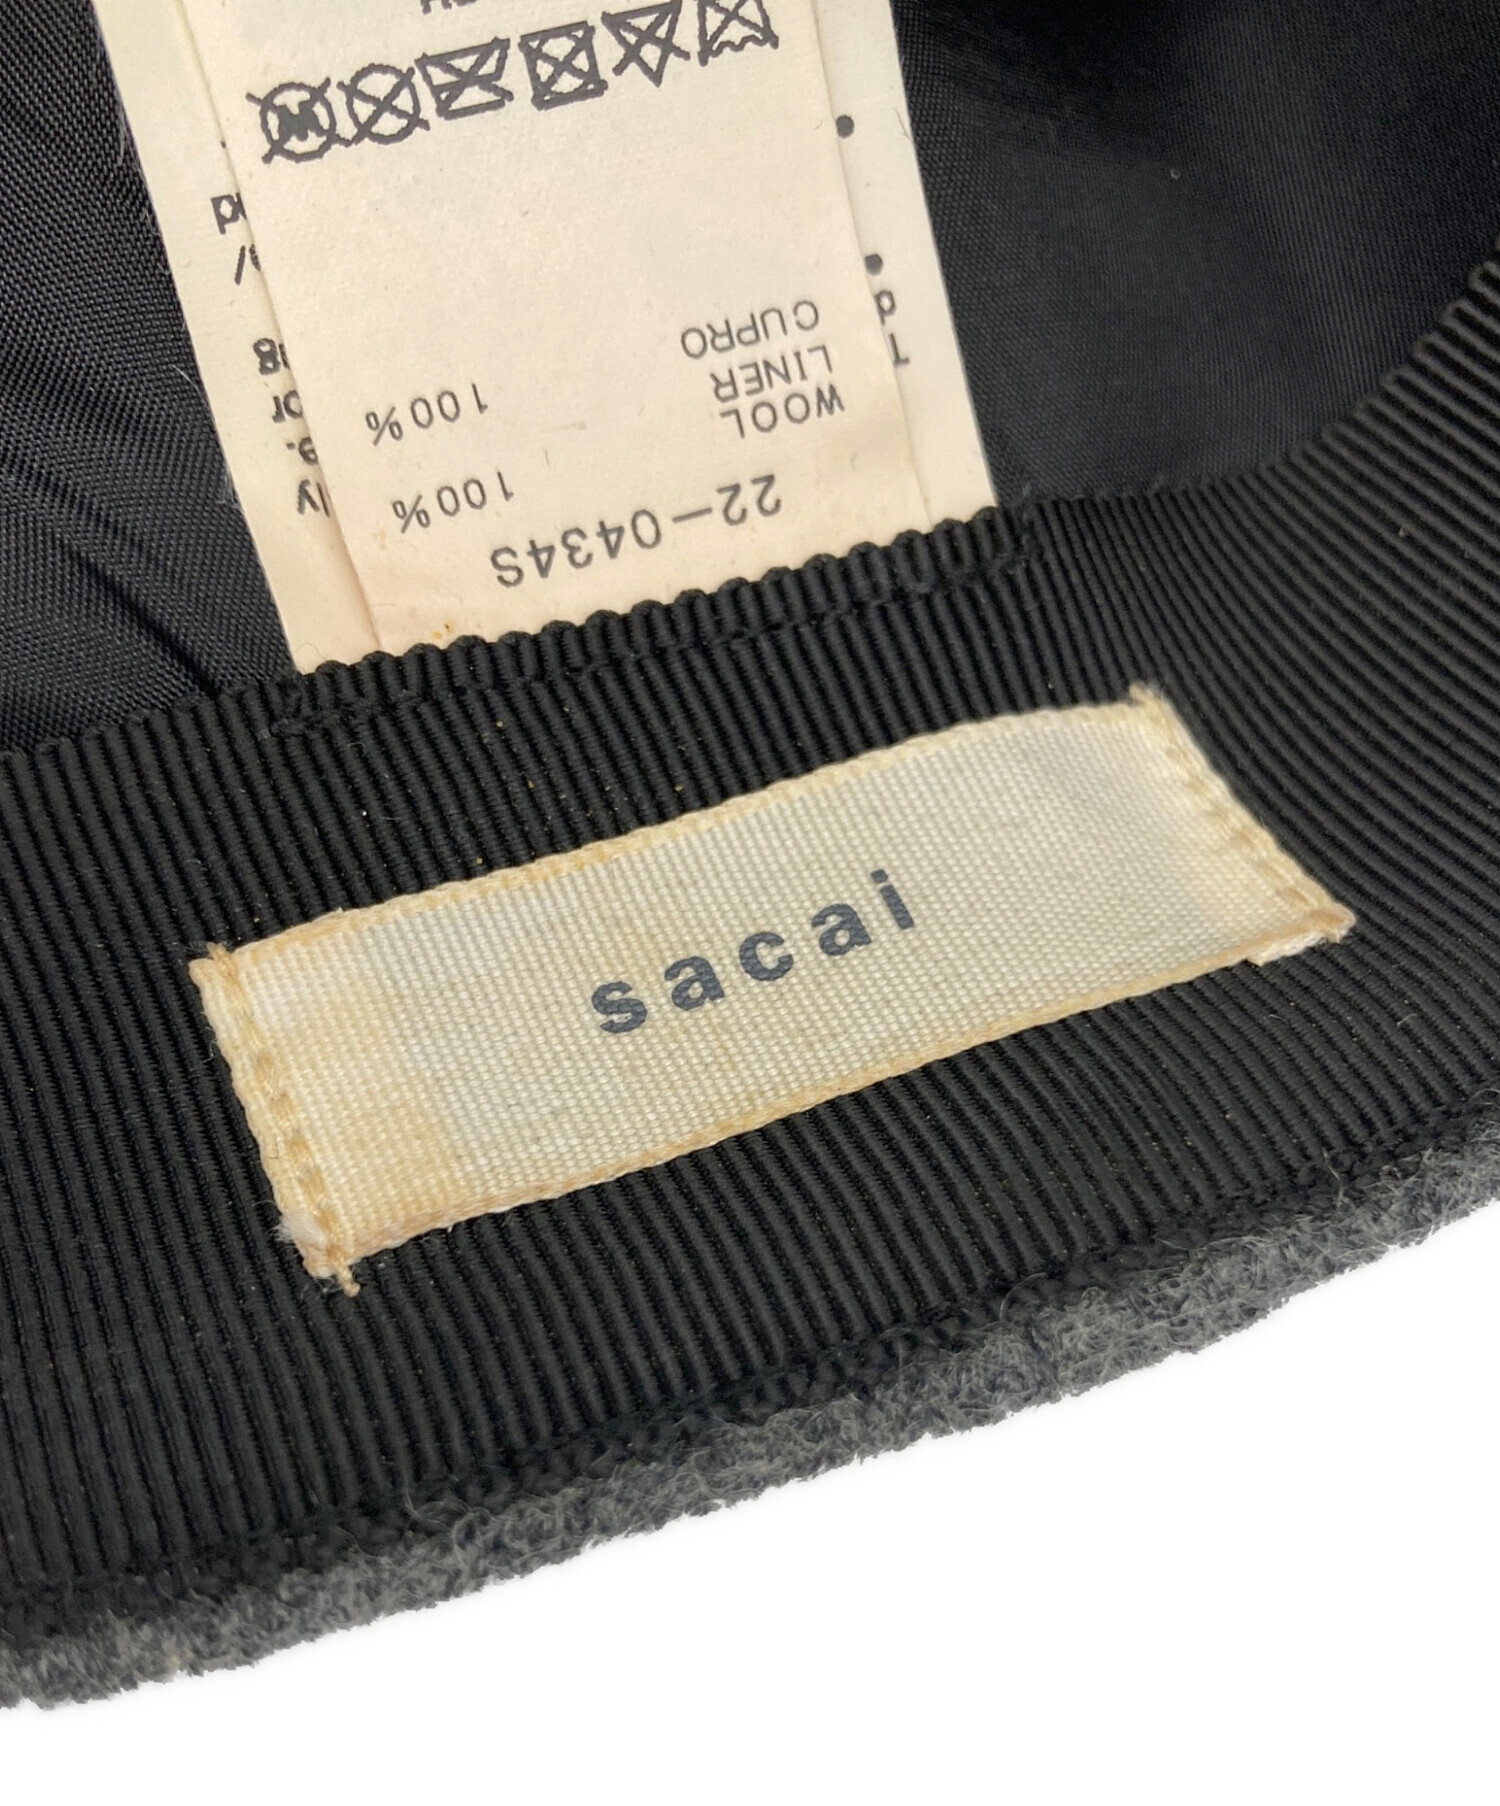 22-0434S
WOOL 100%
LINER
CUPRO 100%
sacai